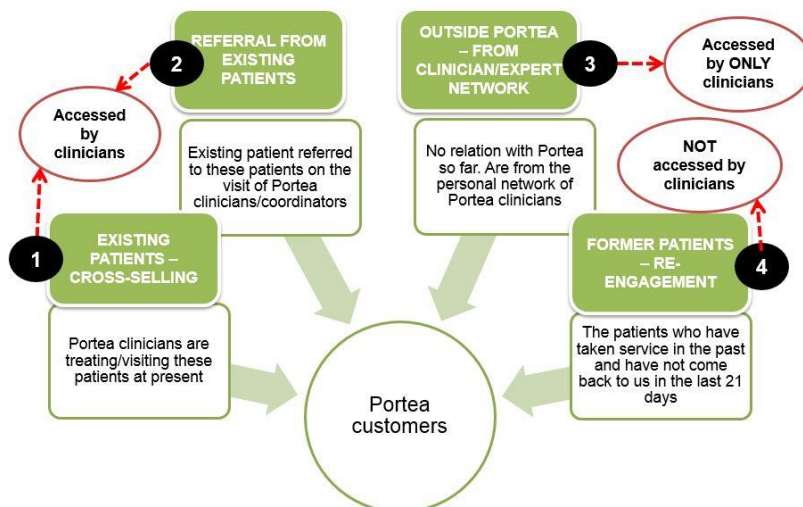 2
REFERRAL FROM
EXISTING
PATIENTS
Existing patient referred
to these patients on the
visit of Portea
clinicians/coordinators
OUTSIDE PORTEA
– FROM
CLINICIAN/EXPERT
NETWORK
3
No relation with Portea
so far. Are from the
personal network of
Portea clinicians
Accessed
by ONLY
clinicians
Accessed
by
clinicians
NOT
accessed by
clinicians
1
EXISTING
PATIENTS –
CROSS-SELLING
Portea clinicians are
treating/visiting these
patients at present
FORMER PATIENTS
– RE-
ENGAGEMENT
4
The patients who have
taken service in the past
and have not come
back to us in the last 21
days
Portea
customers